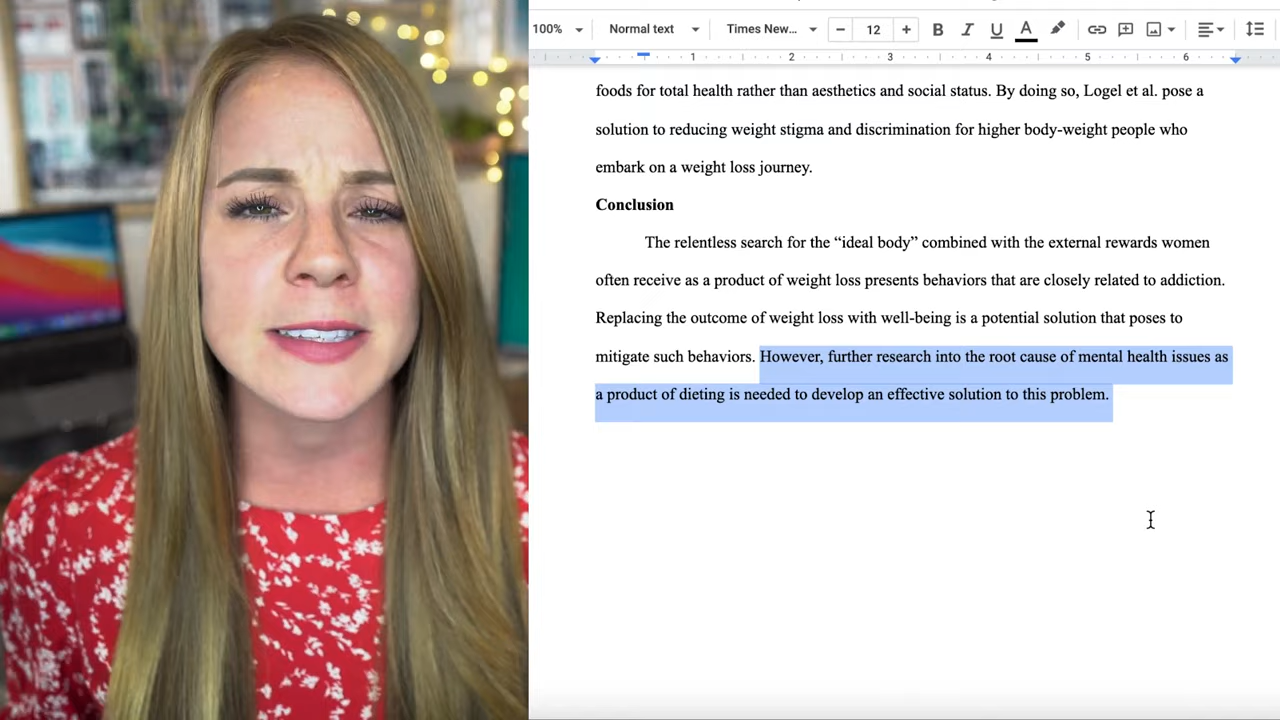 100% Normal text Times New... − 12 + B I U A
1 2 3 4 5 6
foods for total health rather than aesthetics and social status. By doing so, Logel et al. pose a
solution to reducing weight stigma and discrimination for higher body-weight people who
embark on a weight loss journey.
Conclusion
The relentless search for the “ideal body” combined with the external rewards women
often receive as a product of weight loss presents behaviors that are closely related to addiction.
Replacing the outcome of weight loss with well-being is a potential solution that poses to
mitigate such behaviors. However, further research into the root cause of mental health issues as
a product of dieting is needed to develop an effective solution to this problem.